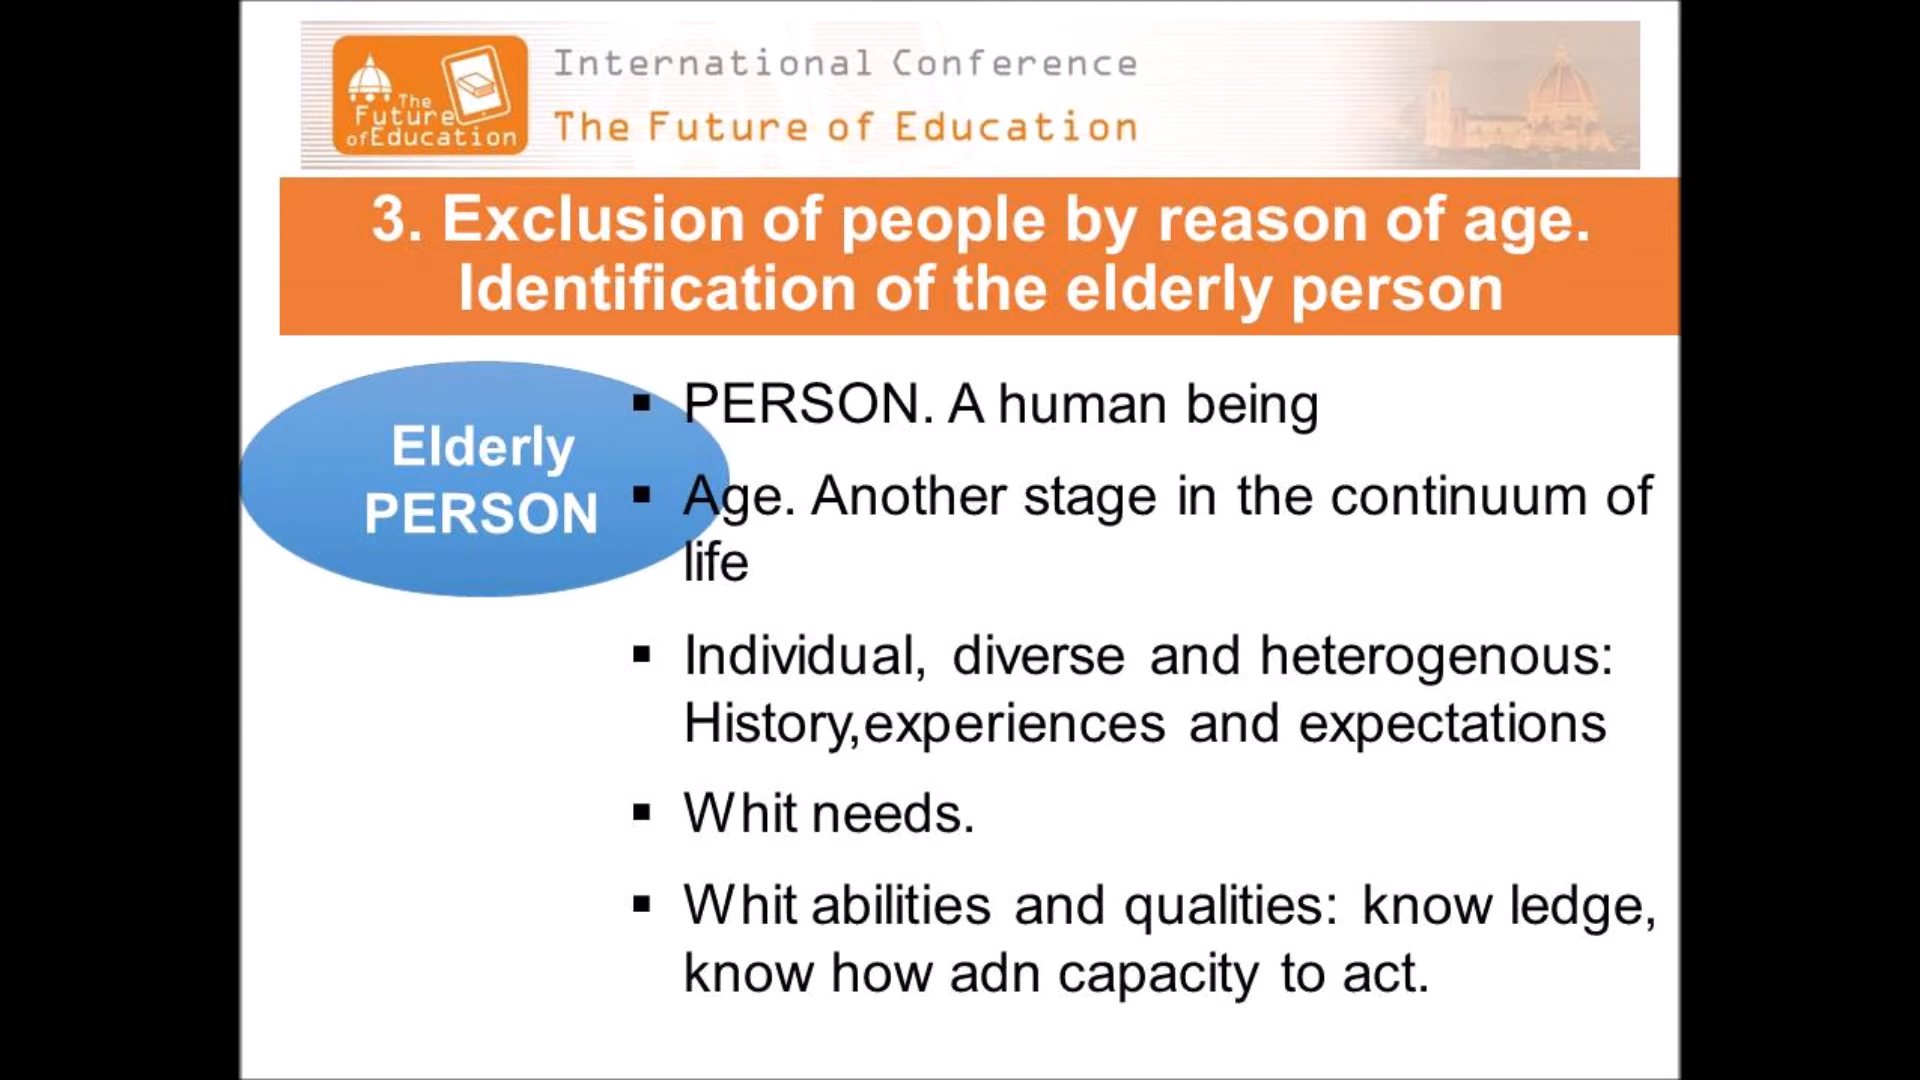 The
Future
ofEducation
International Conference
The Future of Education
3. Exclusion of people by reason of age.
Identification of the elderly person
Elderly
PERSON
▪ PERSON. A human being
▪ Age. Another stage in the continuum of
life
▪ Individual, diverse and heterogenous:
History,experiences and expectations
▪ Whit needs.
▪ Whit abilities and qualities: know ledge,
know how adn capacity to act.